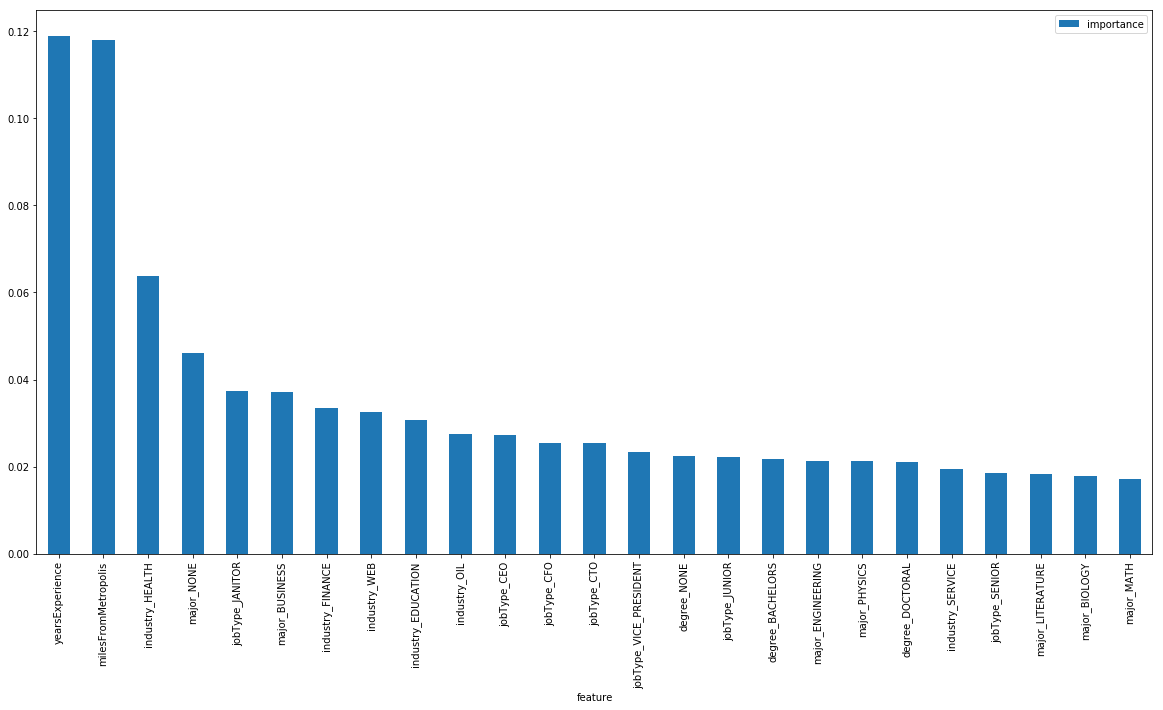 importance
0.12
0.10
0.08
0.06
0.04
0.02
0.00
yearsExperience
milesFromMetropolis
industry_HEALTH
major_NONE
jobType_JANITOR
major_BUSINESS
industry_FINANCE
industry_WEB
industry_EDUCATION
industry_OIL
jobType_CEO
jobType_CFO
jobType_CTO
jobType_VICE_PRESIDENT
degree_NONE
jobType_JUNIOR
degree_BACHELORS
major_ENGINEERING
major_PHYSICS
degree_DOCTORAL
industry_SERVICE
jobType_SENIOR
major_LITERATURE
major_BIOLOGY
major_MATH
feature